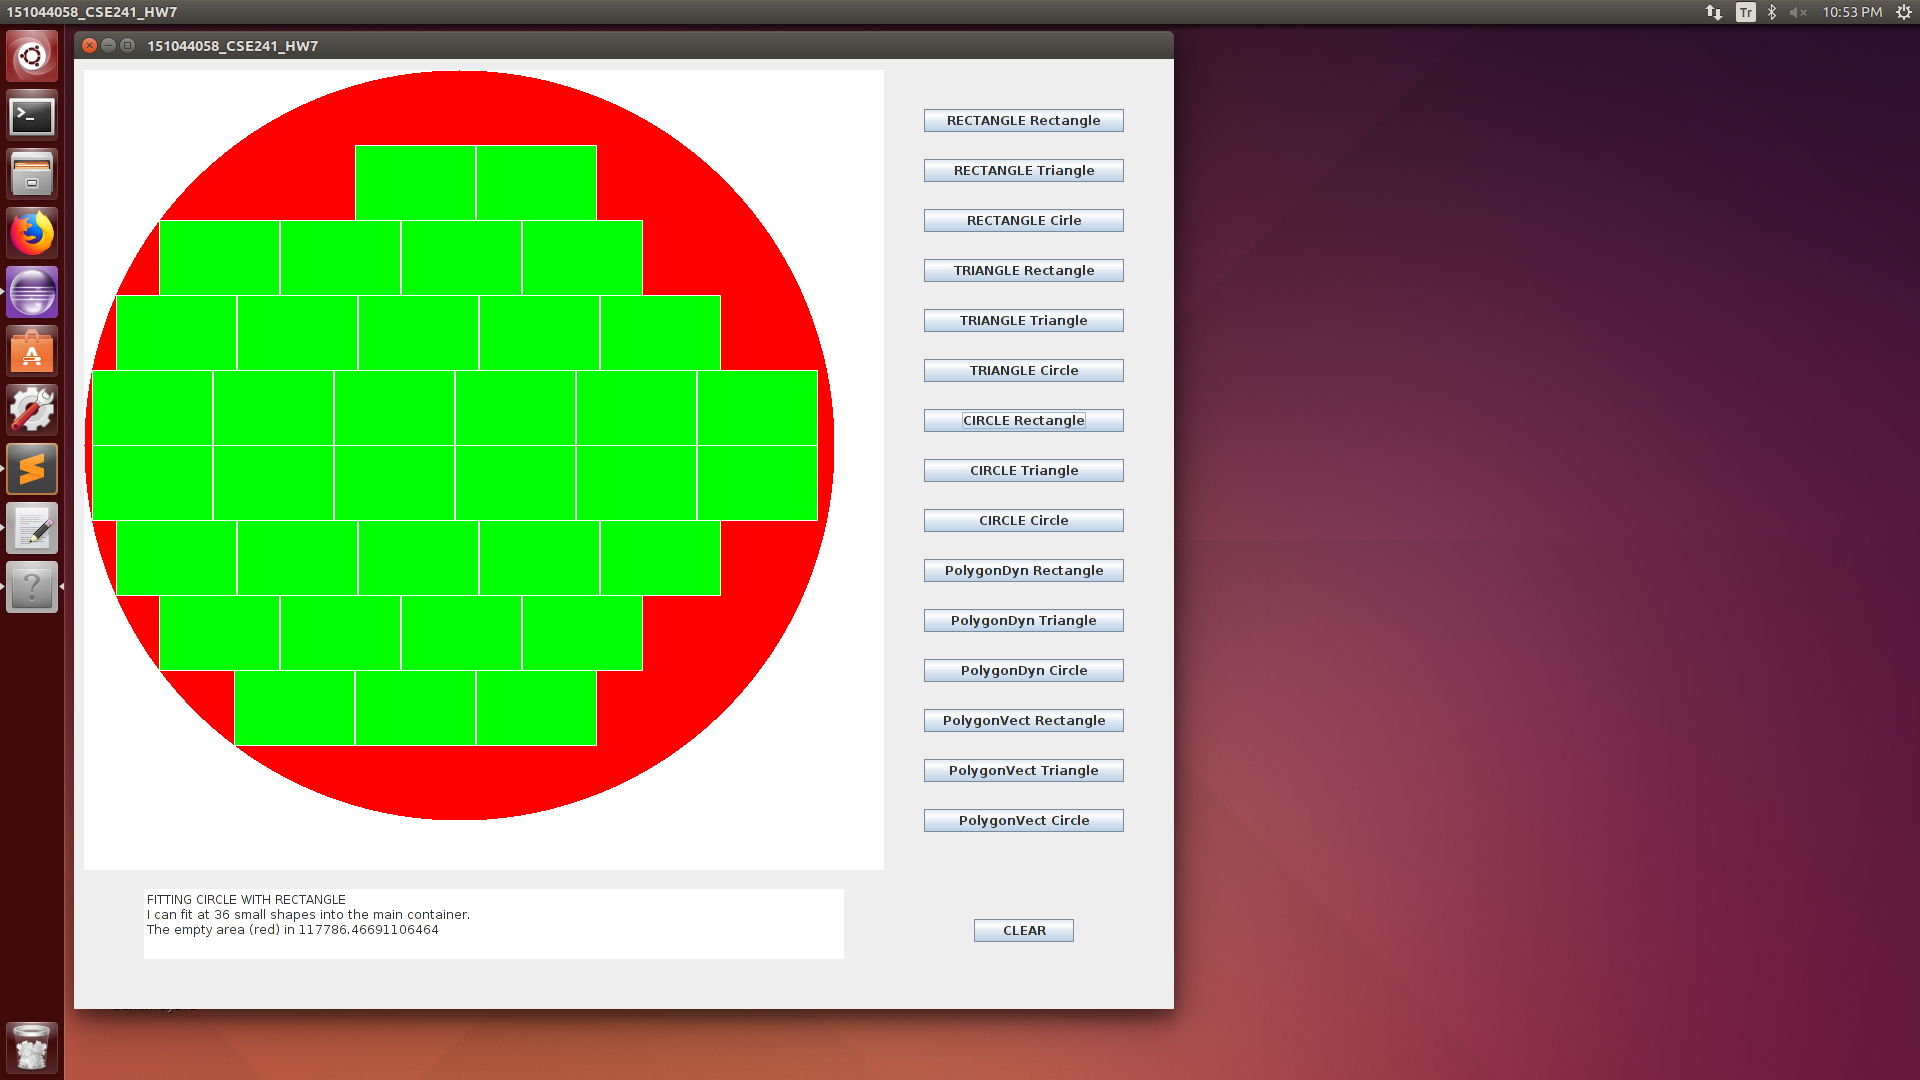 151044058_CSE241_HW7
Tr
10:53 PM
151044058_CSE241_HW7
RECTANGLE Rectangle
RECTANGLE Triangle
RECTANGLE Cirle
TRIANGLE Rectangle
TRIANGLE Triangle
TRIANGLE Circle
CIRCLE Rectangle
CIRCLE Triangle
CIRCLE Circle
PolygonDyn Rectangle
PolygonDyn Triangle
PolygonDyn Circle
PolygonVect Rectangle
PolygonVect Triangle
PolygonVect Circle
FITTING CIRCLE WITH RECTANGLE
I can fit at 36 small shapes into the main container.
The empty area (red) in 117786.46691106464
CLEAR